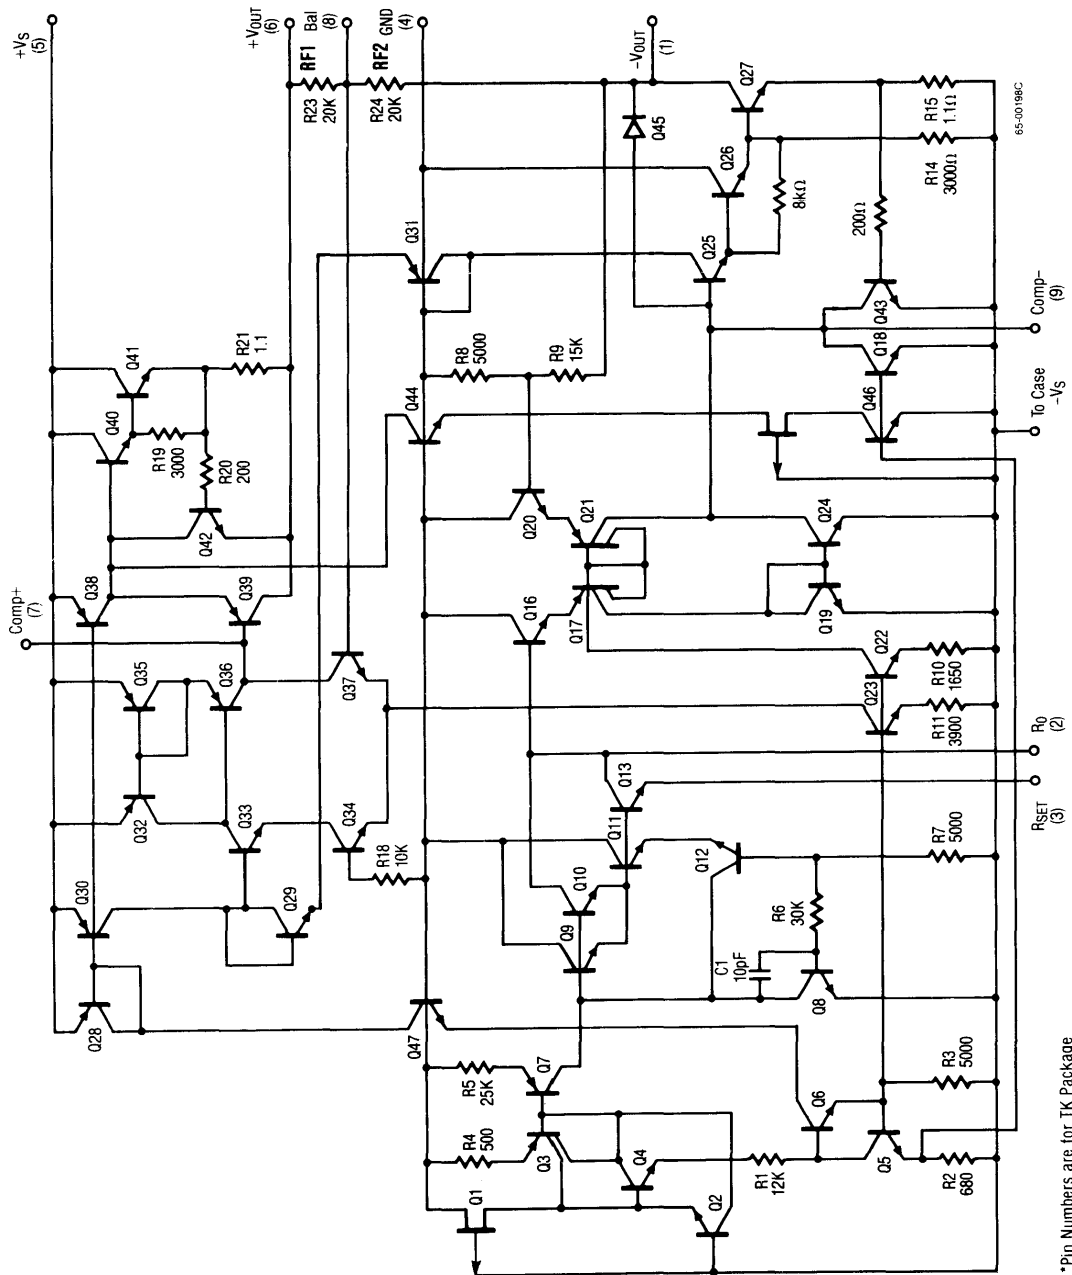 +VS
(5)
+VOUT
(6)
Bal
(8)
GND
(4)
-VOUT
(1)
RF1
R23
20K
RF2
R24
20K
Q45
Q27
R15
1.1Ω
65-00198C
Q26
R14
3000Ω
8kΩ
Q31
Q25
200Ω
Q43
Comp-
(9)
Q41
R21
1.1
Q40
R19
3000
R20
200
Q42
R8
5000
R9
15K
Q44
Q18
Q46
To Case
-VS
Comp+
(7)
Q38
Q39
Q20
Q21
Q24
Q16
Q17
Q19
Q35
Q36
Q37
Q22
Q23
R10
1650
R11
3900
R0
(2)
Q32
Q33
Q34
R18
10K
Q13
Q11
Q12
R7
5000
RSET
(3)
Q30
Q29
Q10
Q9
R6
30K
C1
10pF
Q8
Q28
Q47
R5
25K
Q7
R4
500
Q3
Q4
Q6
R3
5000
Q5
R1
12K
R2
680
Q1
Q2
*Pin Numbers are for TK Package